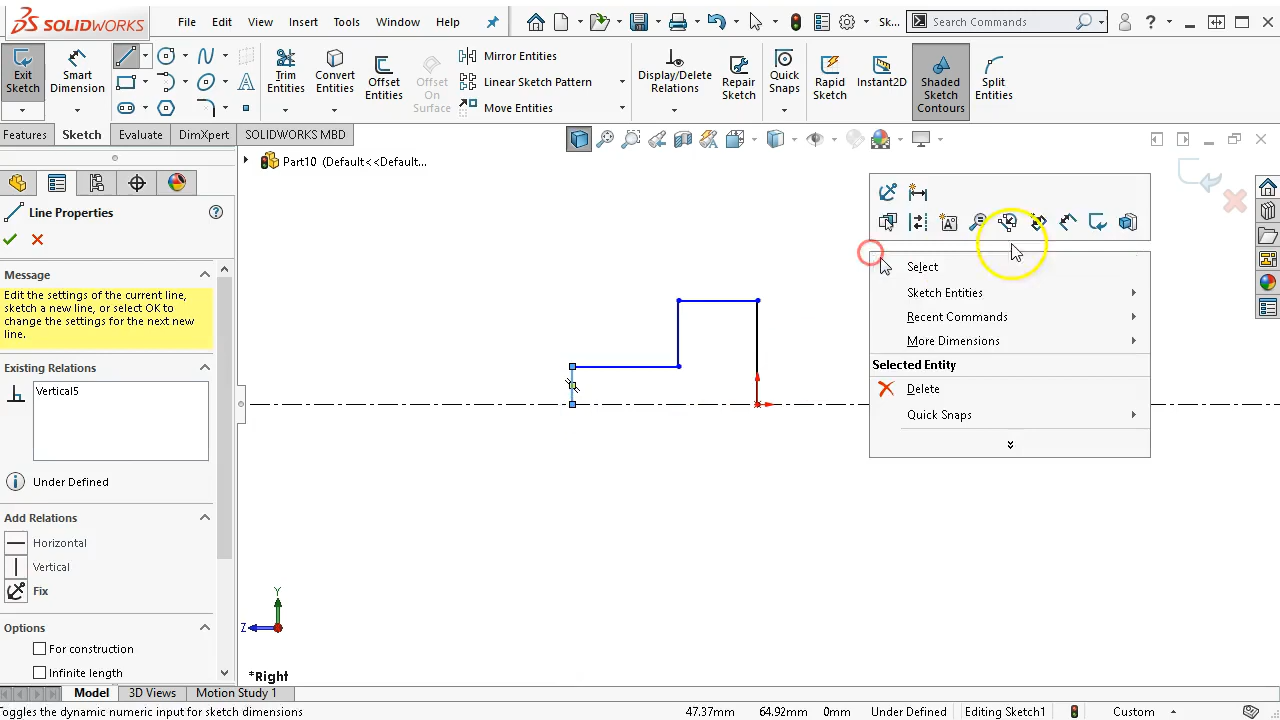 SOLIDWORKS
File
Edit
View
Insert
Tools
Window
Help
Sk...
Search Commands
Exit Sketch
Smart Dimension
Trim Entities
Convert Entities
Offset Entities
Offset On Surface
Mirror Entities
Linear Sketch Pattern
Move Entities
Display/Delete Relations
Repair Sketch
Quick Snaps
Rapid Sketch
Instant2D
Shaded Sketch Contours
Split Entities
Features
Sketch
Evaluate
DimXpert
SOLIDWORKS MBD
Part10 (Default<<Default...
Line Properties
Message
Edit the settings of the current line,
sketch a new line, or select OK to
change the settings for the next new
line.
Existing Relations
Vertical5
Under Defined
Add Relations
Horizontal
Vertical
Fix
Options
For construction
Infinite length
Select
Sketch Entities
Recent Commands
More Dimensions
Selected Entity
Delete
Quick Snaps
Y
Z
*Right
Model
3D Views
Motion Study 1
Toggles the dynamic numeric input for sketch dimensions
47.37mm
64.92mm
0mm
Under Defined
Editing Sketch1
Custom